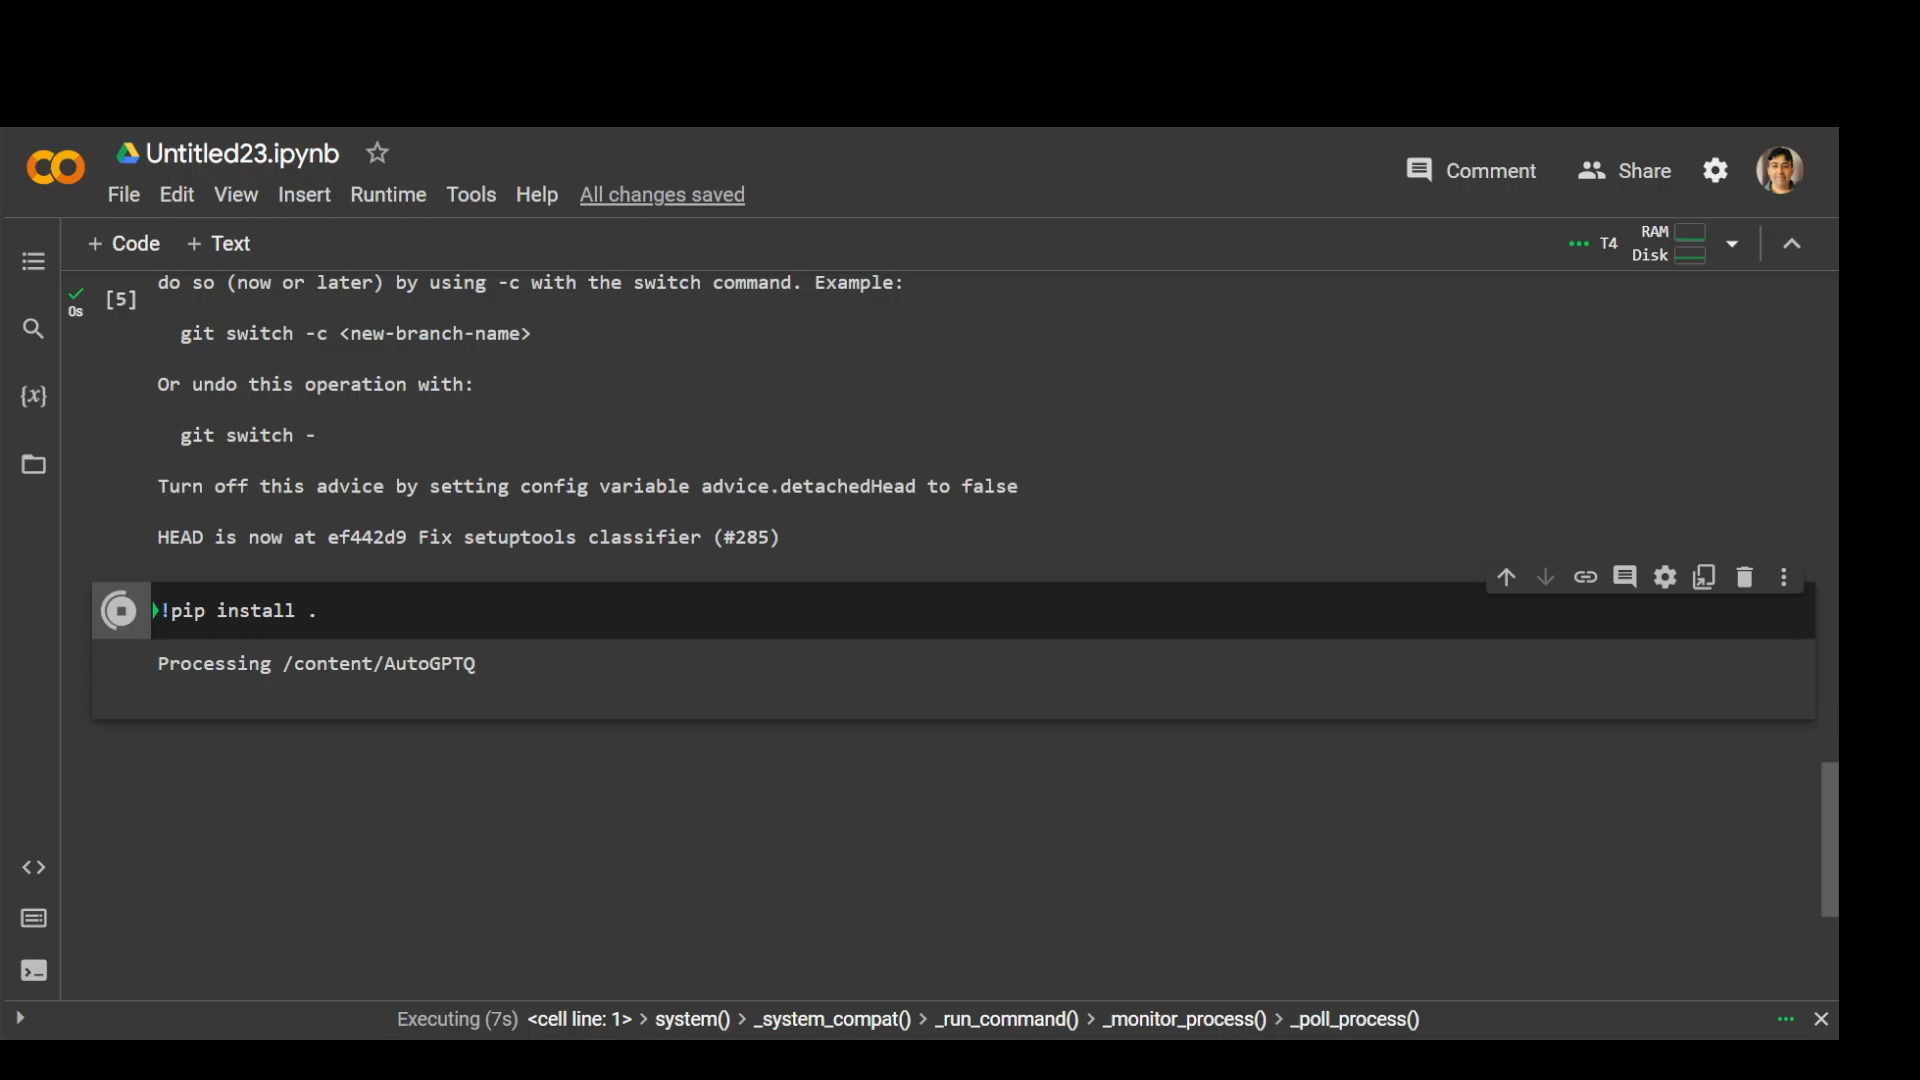 Untitled23.ipynb
File Edit View Insert Runtime Tools Help All changes saved
Comment Share
+ Code + Text
T4 RAM Disk
do so (now or later) by using -c with the switch command. Example:
0s [5]
git switch -c <new-branch-name>
Or undo this operation with:
git switch -
Turn off this advice by setting config variable advice.detachedHead to false
HEAD is now at ef442d9 Fix setuptools classifier (#285)
!pip install .
Processing /content/AutoGPTQ
Executing (7s) <cell line: 1> > system() > _system_compat() > _run_command() > _monitor_process() > _poll_process()